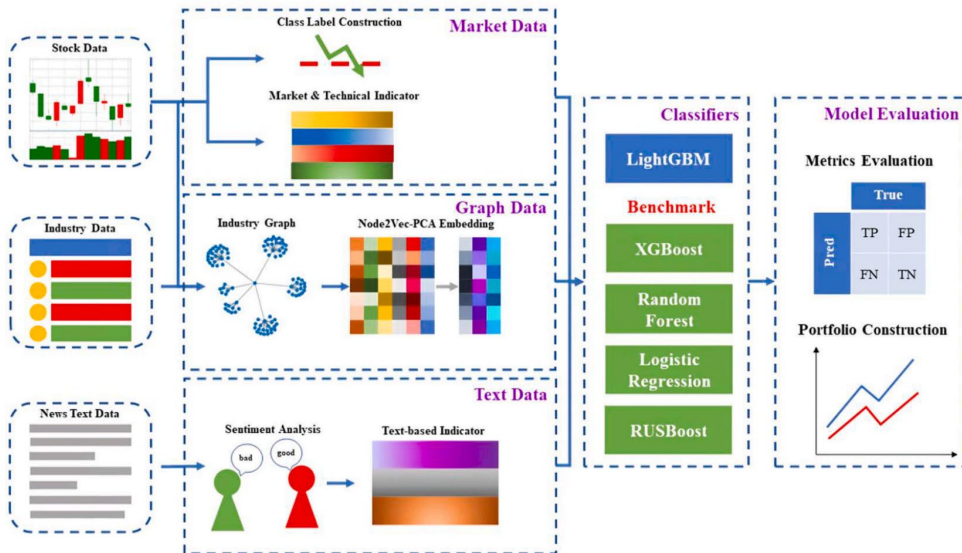 Stock Data
Industry Data
News Text Data
Market Data
Class Label Construction
Market & Technical Indicator
Graph Data
Industry Graph
Node2Vec-PCA Embedding
Text Data
Sentiment Analysis
bad
good
Text-based Indicator
Classifiers
LightGBM
Benchmark
XGBoost
Random
Forest
Logistic
Regression
RUSBoost
Model Evaluation
Metrics Evaluation
True
Pred
TP FP
FN TN
Portfolio Construction